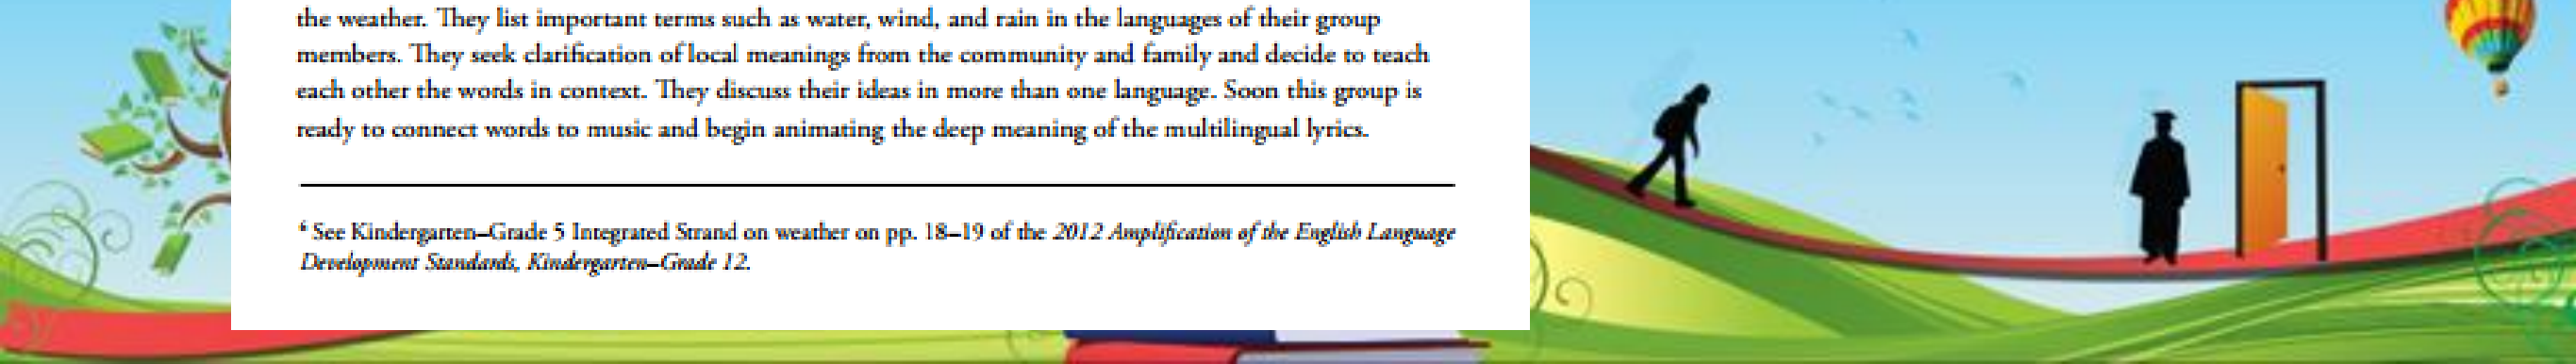 the weather. They list important terms such as water, wind, and rain in the languages of their group
members. They seek clarification of local meanings from the community and family and decide to teach
each other the words in context. They discuss their ideas in more than one language. Soon this group is
ready to connect words to music and begin animating the deep meaning of the multilingual lyrics.
⁶ See Kindergarten–Grade 5 Integrated Strand on weather on pp. 18–19 of the 2012 Amplification of the English Language
Development Standards, Kindergarten–Grade 12.